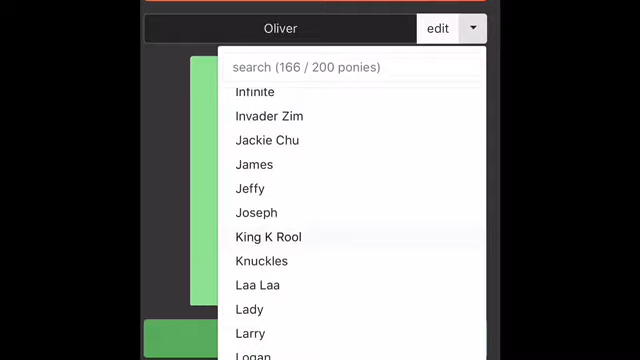 Oliver
edit
search (166 / 200 ponies)
Infinite
Invader Zim
Jackie Chu
James
Jeffy
Joseph
King K Rool
Knuckles
Laa Laa
Lady
Larry
Logan